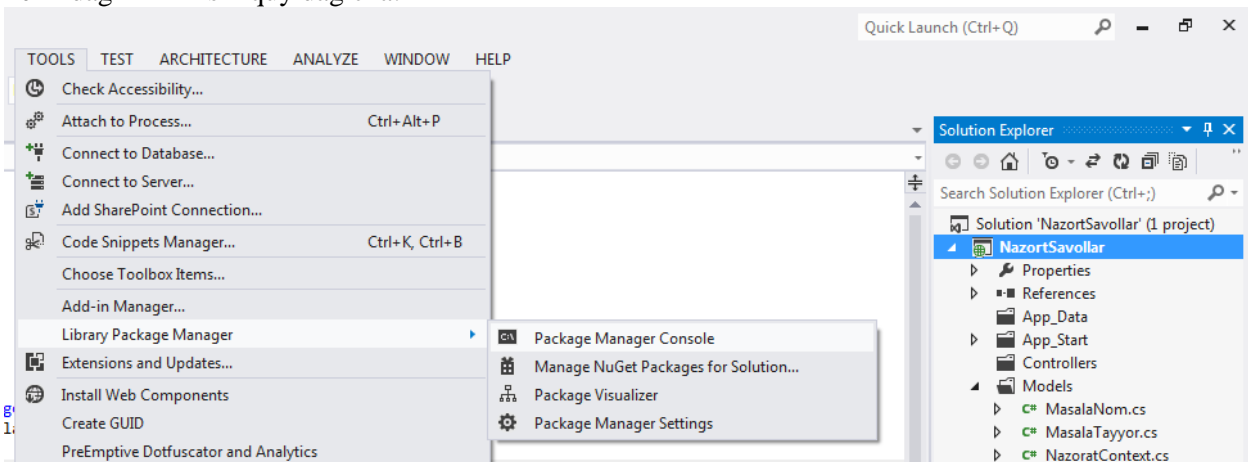 Quick Launch (Ctrl+Q)
TOOLS TEST ARCHITECTURE ANALYZE WINDOW HELP
Check Accessibility...
Attach to Process... Ctrl+Alt+P
Connect to Database...
Connect to Server...
Add SharePoint Connection...
Code Snippets Manager... Ctrl+K, Ctrl+B
Choose Toolbox Items...
Add-in Manager...
Library Package Manager
Extensions and Updates...
Install Web Components
Create GUID
PreEmptive Dotfuscator and Analytics
Package Manager Console
Manage NuGet Packages for Solution...
Package Visualizer
Package Manager Settings
Solution Explorer
Search Solution Explorer (Ctrl+;)
Solution 'NazortSavollar' (1 project)
NazortSavollar
Properties
References
App_Data
App_Start
Controllers
Models
C# MasalaNom.cs
C# MasalaTayyor.cs
C# NazoratContext.cs